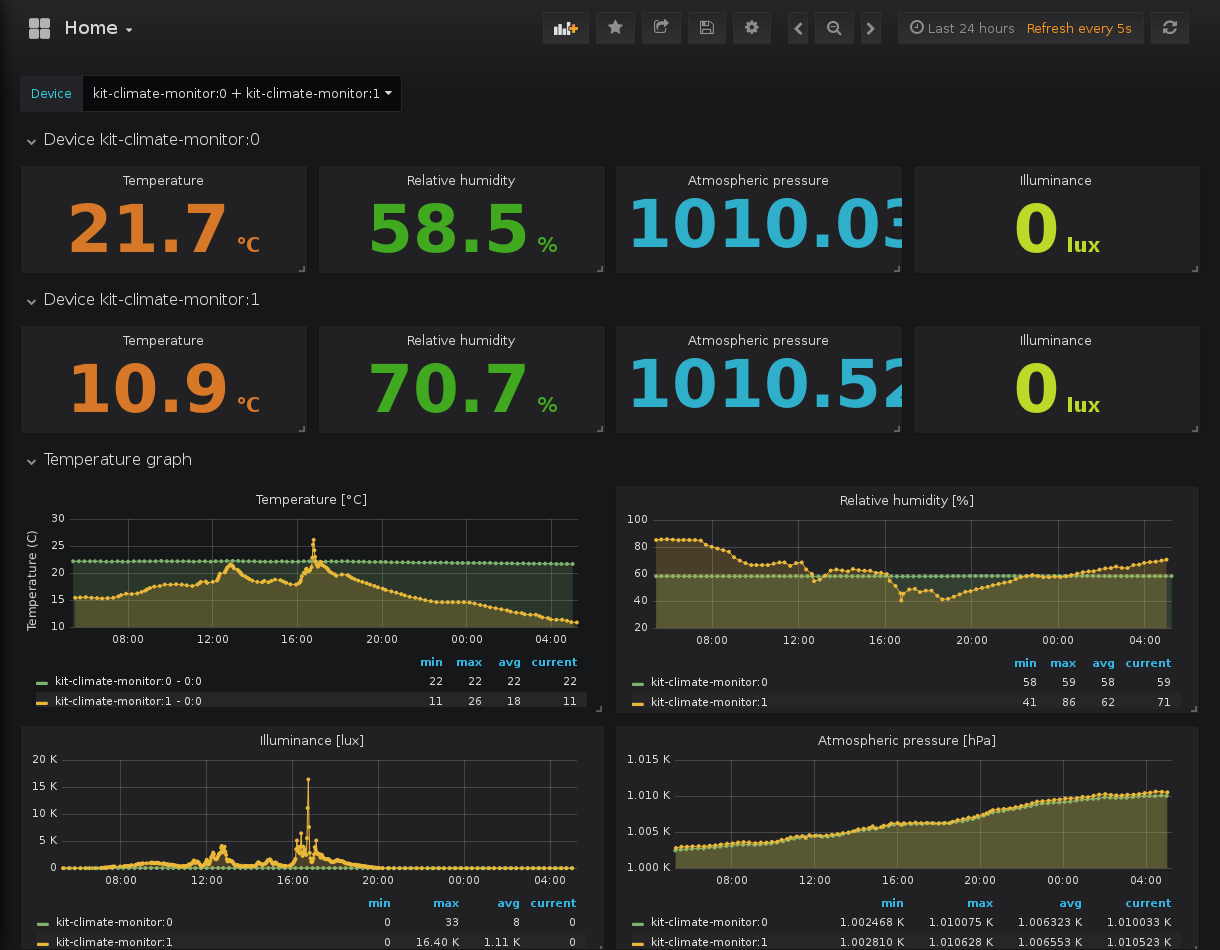 Home
Last 24 hours Refresh every 5s
Device kit-climate-monitor:0 + kit-climate-monitor:1
Device kit-climate-monitor:0
Temperature Relative humidity Atmospheric pressure Illuminance
21.7 °C 58.5 % 1010.03 0 lux
Device kit-climate-monitor:1
Temperature Relative humidity Atmospheric pressure Illuminance
10.9 °C 70.7 % 1010.52 0 lux
Temperature graph
Temperature [°C]
Temperature (C)
30
25
20
15
10
08:00 12:00 16:00 20:00 00:00 04:00
min max avg current
kit-climate-monitor:0 - 0:0 22 22 22 22
kit-climate-monitor:1 - 0:0 11 26 18 11
Relative humidity [%]
100
80
60
40
20
08:00 12:00 16:00 20:00 00:00 04:00
min max avg current
kit-climate-monitor:0 58 59 58 59
kit-climate-monitor:1 41 86 62 71
Illuminance [lux]
20 K
15 K
10 K
5 K
0
08:00 12:00 16:00 20:00 00:00 04:00
min max avg current
kit-climate-monitor:0 0 33 8 0
kit-climate-monitor:1 0 16.40 K 1.11 K 0
Atmospheric pressure [hPa]
1.015 K
1.010 K
1.005 K
1.000 K
08:00 12:00 16:00 20:00 00:00 04:00
min max avg current
kit-climate-monitor:0 1.002468 K 1.010075 K 1.006323 K 1.010033 K
kit-climate-monitor:1 1.002810 K 1.010628 K 1.006553 K 1.010523 K